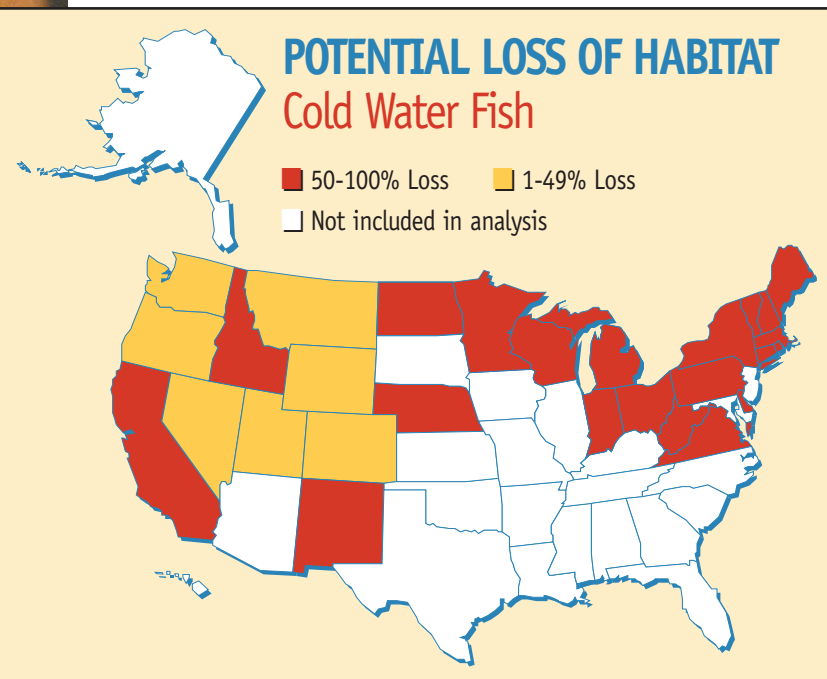 POTENTIAL LOSS OF HABITAT
Cold Water Fish
50-100% Loss
1-49% Loss
Not included in analysis